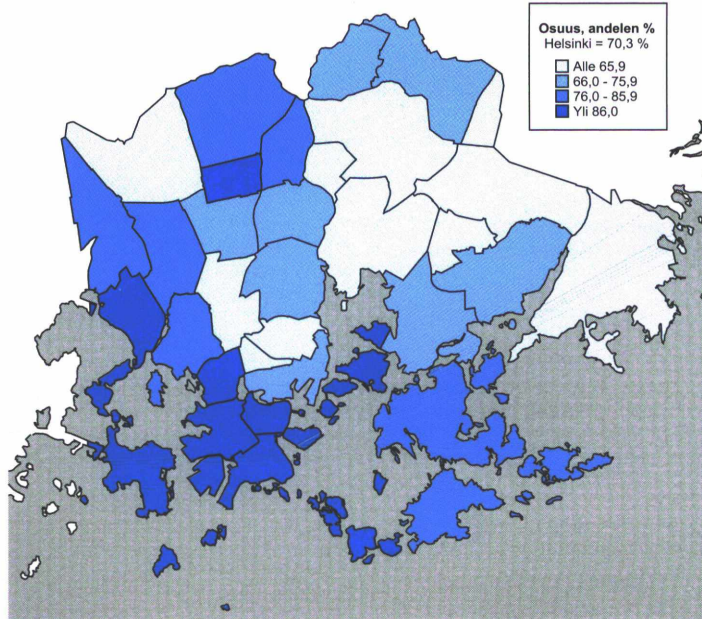 Osuus, andelen %
Helsinki = 70,3 %
Alle 65,9
66,0 - 75,9
76,0 - 85,9
Yli 86,0